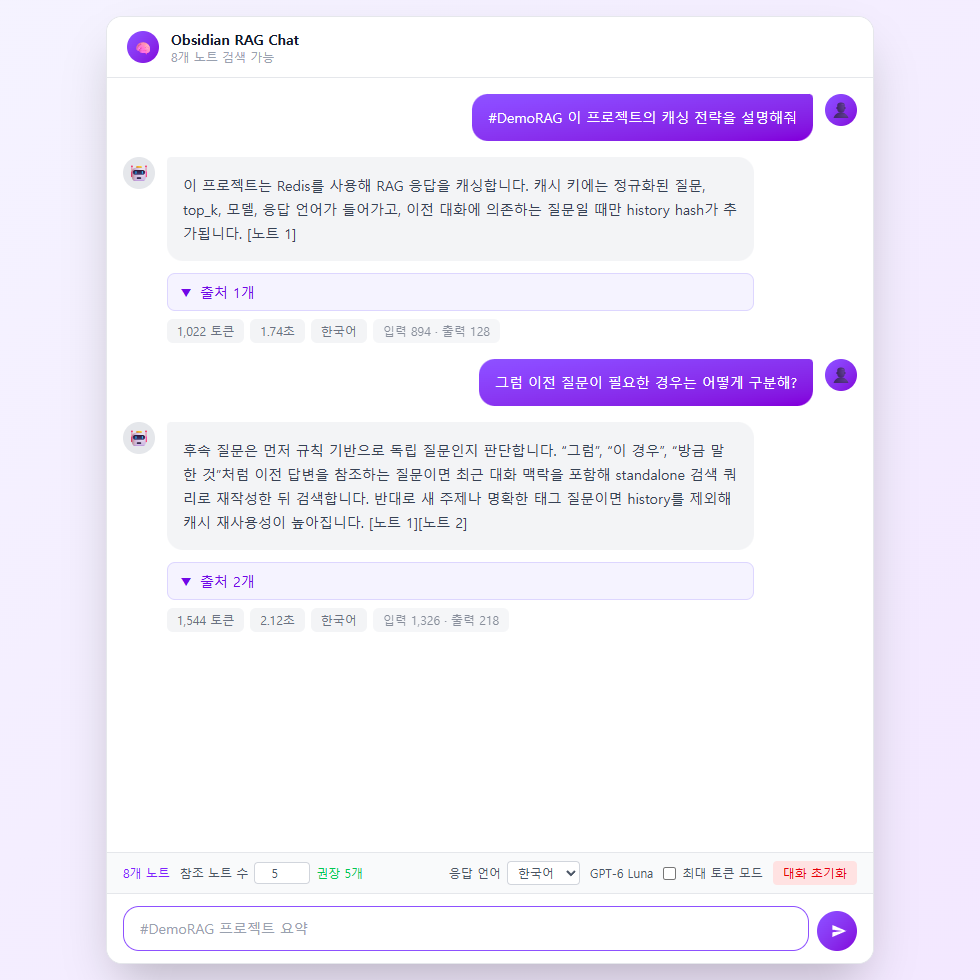 Obsidian RAG Chat
8개 노트 검색 가능
#DemoRAG 이 프로젝트의 캐싱 전략을 설명해줘
이 프로젝트는 Redis를 사용해 RAG 응답을 캐싱합니다. 캐시 키에는 정규화된 질문,
top_k, 모델, 응답 언어가 들어가고, 이전 대화에 의존하는 질문일 때만 history hash가 추
가됩니다. [노트 1]
▼ 출처 1개
1,022 토큰 1.74초 한국어 입력 894 · 출력 128
그럼 이전 질문이 필요한 경우는 어떻게 구분해?
후속 질문은 먼저 규칙 기반으로 독립 질문인지 판단합니다. “그럼”, “이 경우”, “방금 말
한 것”처럼 이전 답변을 참조하는 질문이면 최근 대화 맥락을 포함해 standalone 검색 쿼
리로 재작성한 뒤 검색합니다. 반대로 새 주제나 명확한 태그 질문이면 history를 제외해
캐시 재사용성이 높아집니다. [노트 1][노트 2]
▼ 출처 2개
1,544 토큰 2.12초 한국어 입력 1,326 · 출력 218
8개 노트 참조 노트 수 5 권장 5개 응답 언어 한국어 GPT-6 Luna 최대 토큰 모드 대화 초기화
#DemoRAG 프로젝트 요약